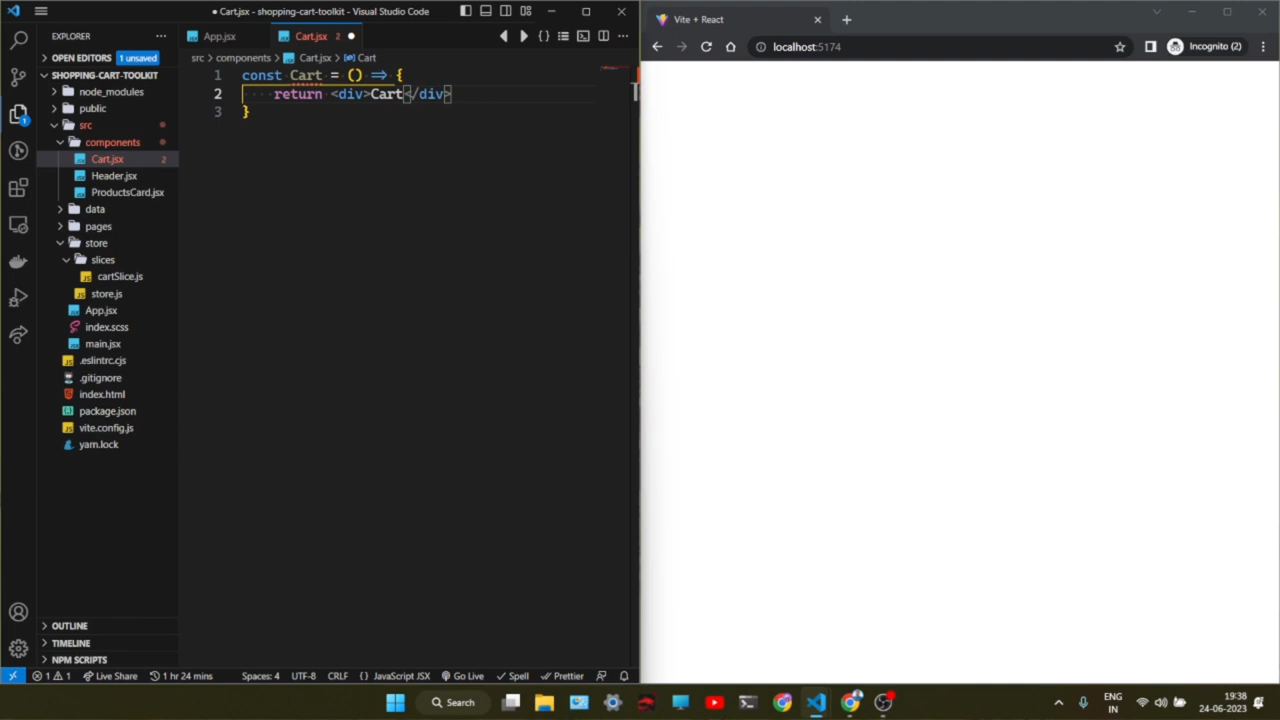 ● Cart.jsx - shopping-cart-toolkit - Visual Studio Code
EXPLORER
OPEN EDITORS 1 unsaved
SHOPPING-CART-TOOLKIT
node_modules
public
src
components
Cart.jsx 2
Header.jsx
ProductsCard.jsx
data
pages
store
slices
cartSlice.js
store.js
App.jsx
index.scss
main.jsx
.eslintrc.cjs
.gitignore
index.html
package.json
vite.config.js
yarn.lock
OUTLINE
TIMELINE
NPM SCRIPTS
App.jsx Cart.jsx 2 ●
src > components > Cart.jsx > Cart
1 const Cart = () => {
2 return <div>Cart</div>
3 }
1 1 Live Share 1 hr 24 mins Spaces: 4 UTF-8 CRLF {} JavaScript JSX Go Live Spell Prettier
Vite + React
localhost:5174 Incognito (2)
Search
ENG
IN
19:38
24-06-2023